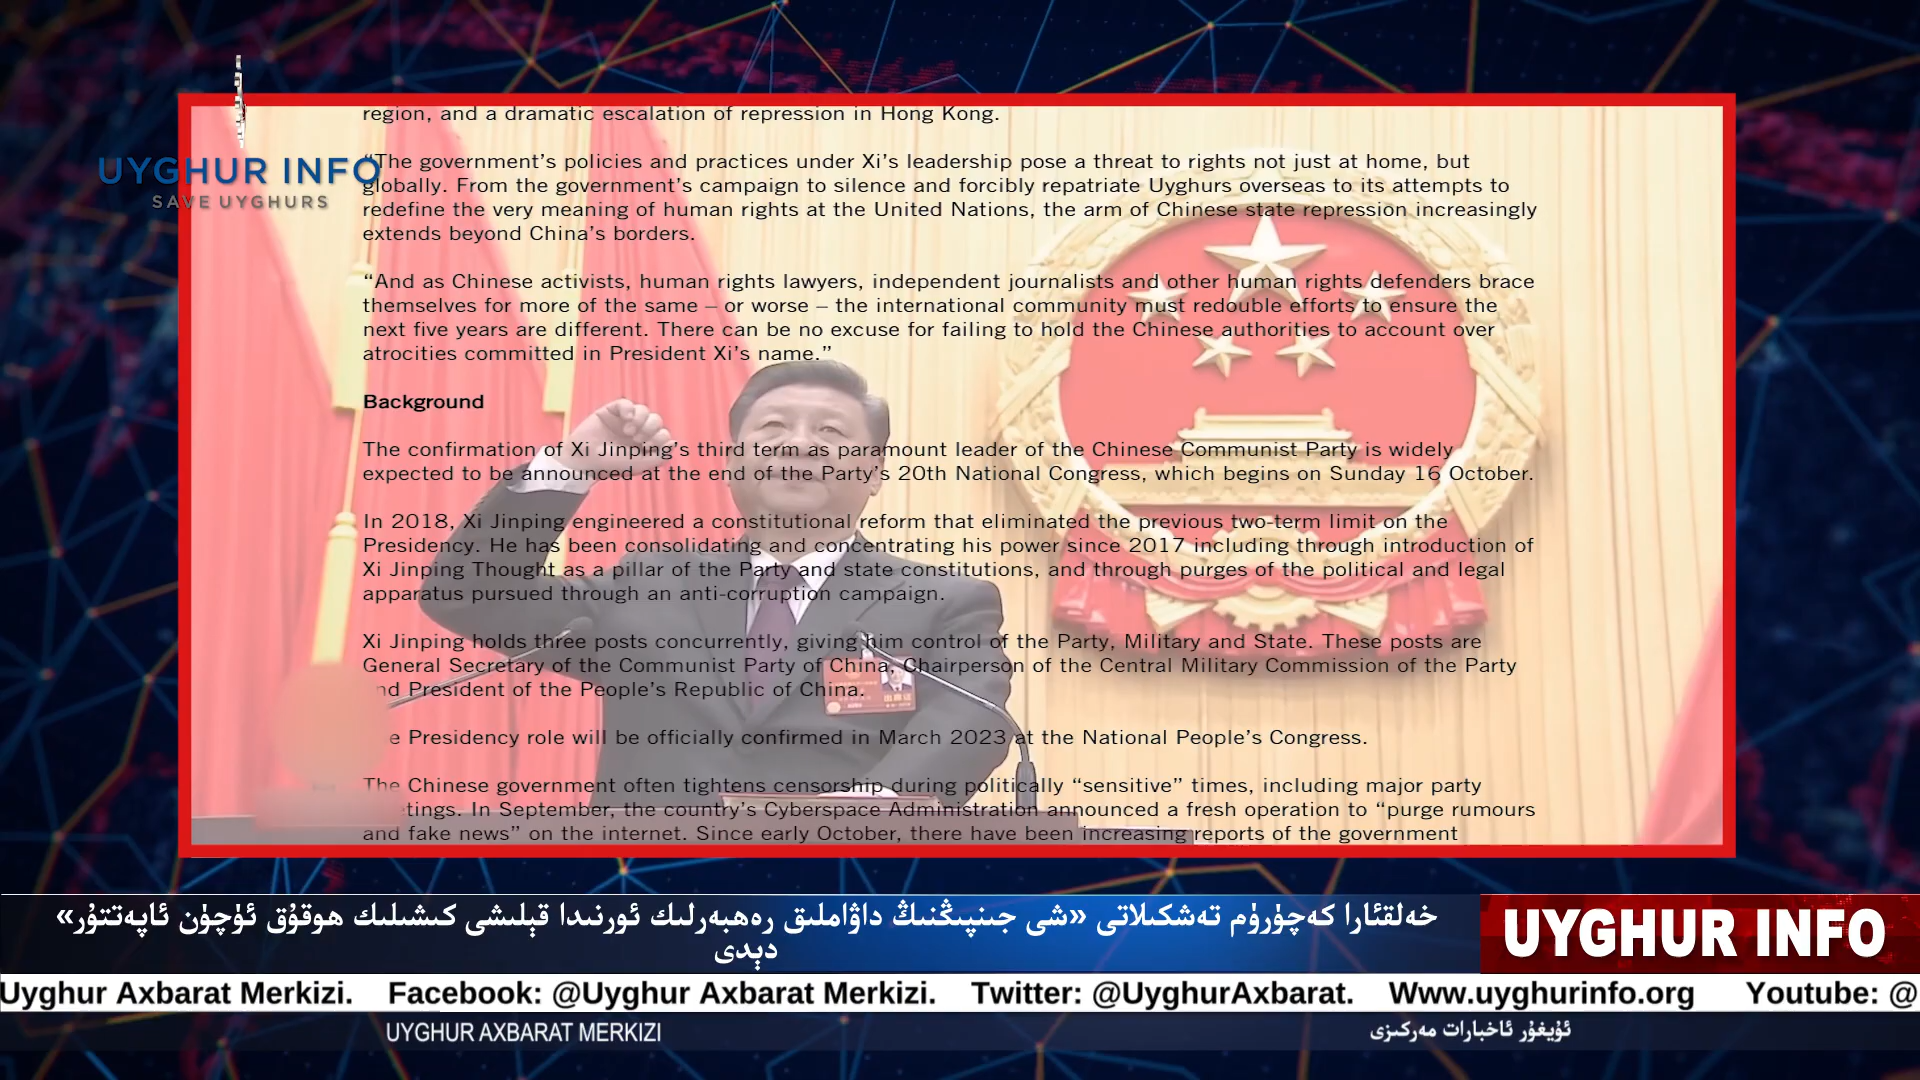 region, and a dramatic escalation of repression in Hong Kong.
UYGHUR INFO
SAVE UYGHURS
“The government’s policies and practices under Xi’s leadership pose a threat to rights not just at home, but
globally. From the government’s campaign to silence and forcibly repatriate Uyghurs overseas to its attempts to
redefine the very meaning of human rights at the United Nations, the arm of Chinese state repression increasingly
extends beyond China’s borders.
“And as Chinese activists, human rights lawyers, independent journalists and other human rights defenders brace
themselves for more of the same – or worse – the international community must redouble efforts to ensure the
next five years are different. There can be no excuse for failing to hold the Chinese authorities to account over
atrocities committed in President Xi’s name.”
Background
The confirmation of Xi Jinping’s third term as paramount leader of the Chinese Communist Party is widely
expected to be announced at the end of the Party’s 20th National Congress, which begins on Sunday 16 October.
In 2018, Xi Jinping engineered a constitutional reform that eliminated the previous two-term limit on the
Presidency. He has been consolidating and concentrating his power since 2017 including through introduction of
Xi Jinping Thought as a pillar of the Party and state constitutions, and through purges of the political and legal
apparatus pursued through an anti-corruption campaign.
Xi Jinping holds three posts concurrently, giving him control of the Party, Military and State. These posts are
General Secretary of the Communist Party of China, Chairperson of the Central Military Commission of the Party
nd President of the People’s Republic of China.
e Presidency role will be officially confirmed in March 2023 at the National People’s Congress.
The Chinese government often tightens censorship during politically “sensitive” times, including major party
tings. In September, the country’s Cyberspace Administration announced a fresh operation to “purge rumours
and fake news” on the internet. Since early October, there have been increasing reports of the government
خەلقئارا كەچۈرۈم تەشكىلاتى «شى جىنپىڭنىڭ داۋاملىق رەھبەرلىك ئورنىدا قېلىشى كىشىلىك هوقۇق ئۈچۈن ئاپەتتۇر»
دېدى
UYGHUR INFO
Uyghur Axbarat Merkizi. Facebook: @Uyghur Axbarat Merkizi. Twitter: @UyghurAxbarat. Www.uyghurinfo.org Youtube: @
UYGHUR AXBARAT MERKIZI
ئۇيغۇر ئاخبارات مەركىزى